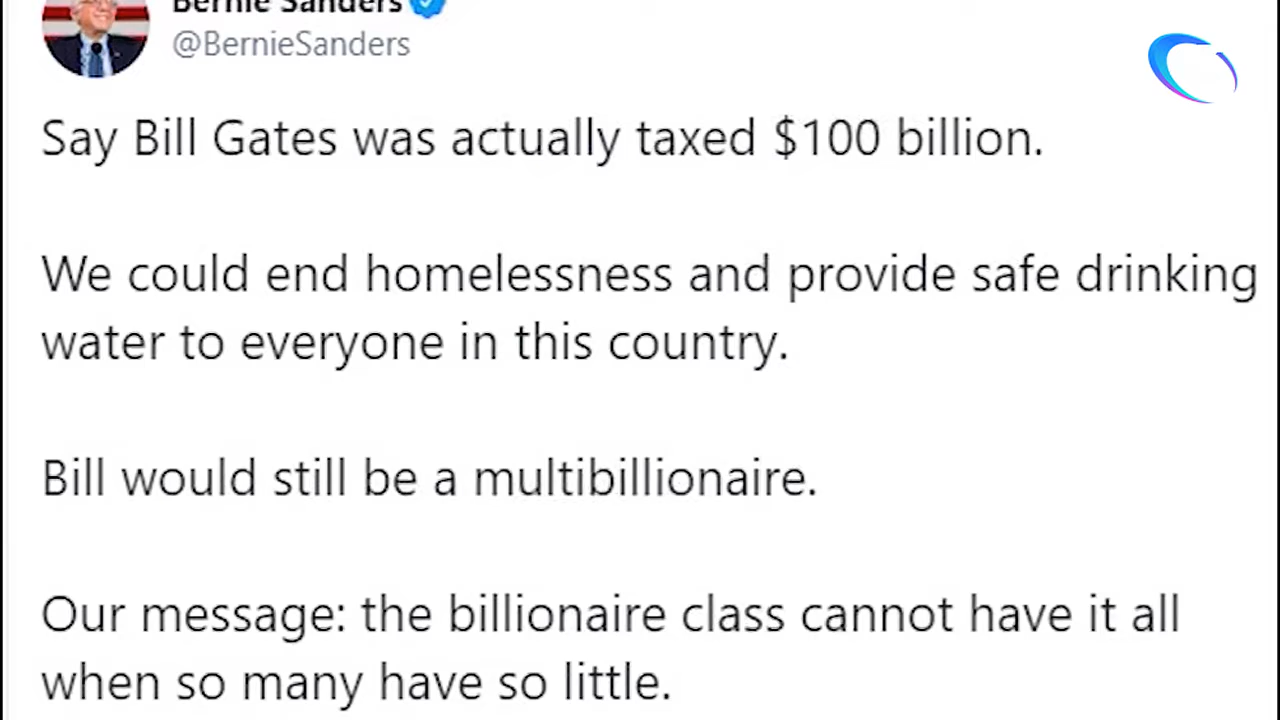 Bernie Sanders
@BernieSanders
Say Bill Gates was actually taxed $100 billion.
We could end homelessness and provide safe drinking
water to everyone in this country.
Bill would still be a multibillionaire.
Our message: the billionaire class cannot have it all
when so many have so little.